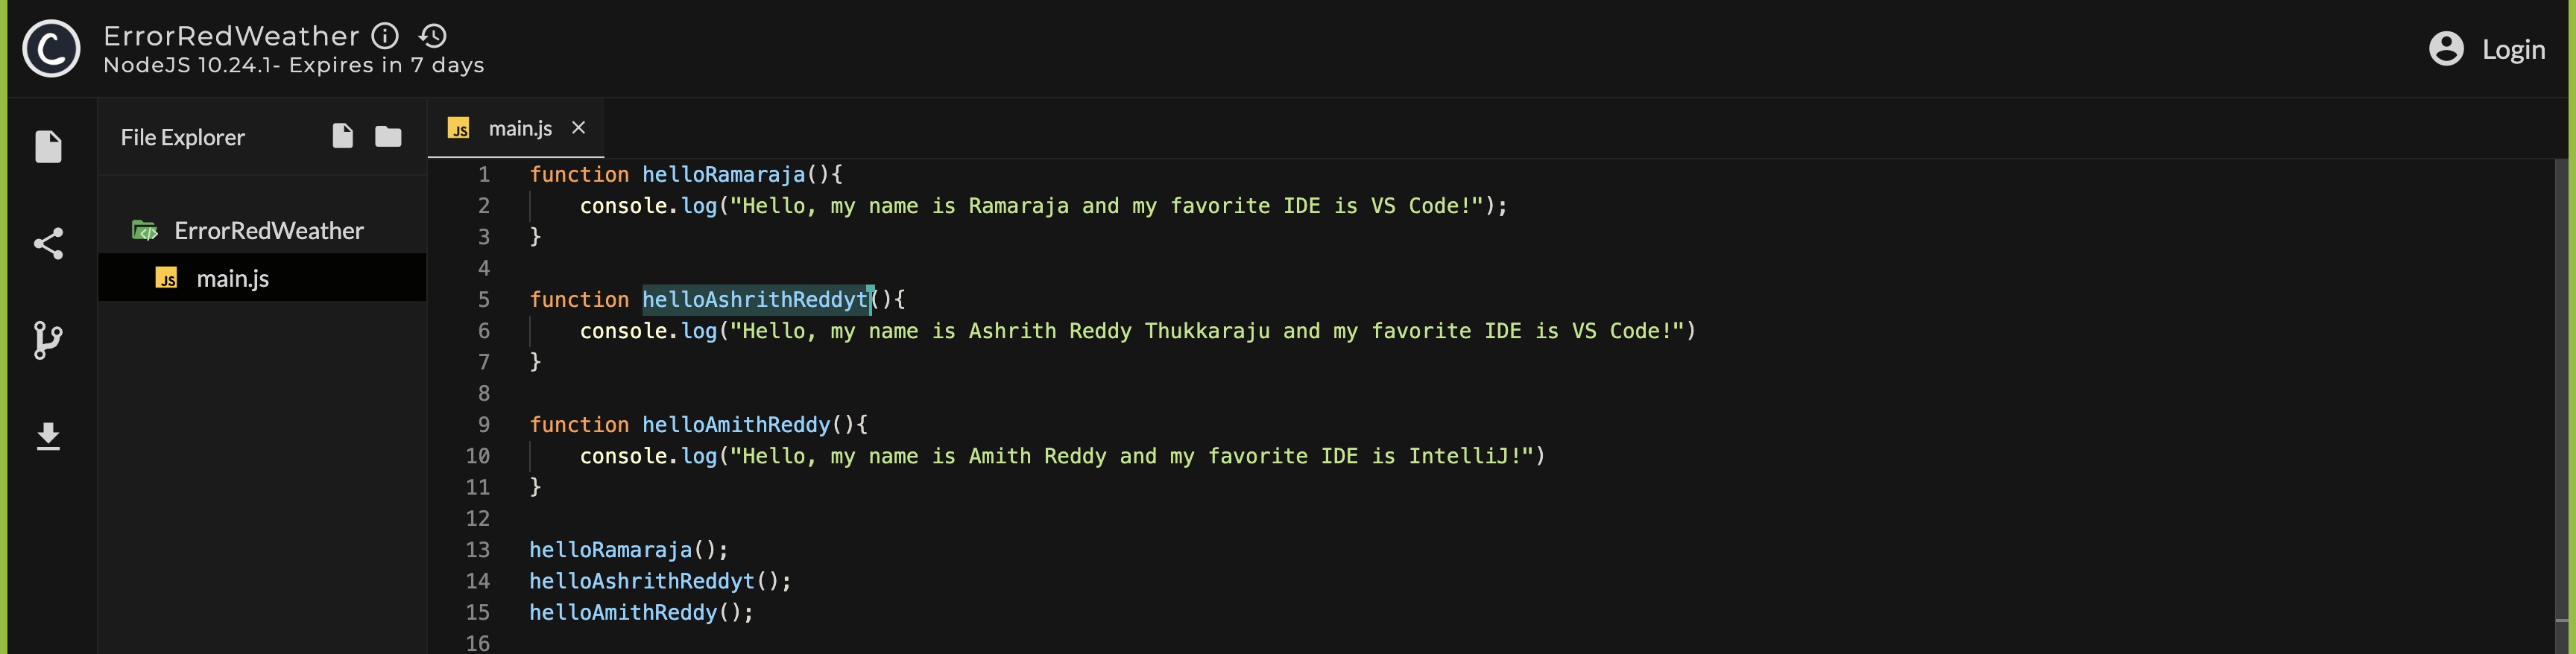 C
ErrorRedWeather
NodeJS 10.24.1- Expires in 7 days
Login
File Explorer
ErrorRedWeather
JS main.js
JS main.js
1 function helloRamaraja(){
2 console.log("Hello, my name is Ramaraja and my favorite IDE is VS Code!");
3 }
4
5 function helloAshrithReddyt(){
6 console.log("Hello, my name is Ashrith Reddy Thukkaraju and my favorite IDE is VS Code!")
7 }
8
9 function helloAmithReddy(){
10 console.log("Hello, my name is Amith Reddy and my favorite IDE is IntelliJ!")
11 }
12
13 helloRamaraja();
14 helloAshrithReddyt();
15 helloAmithReddy();
16